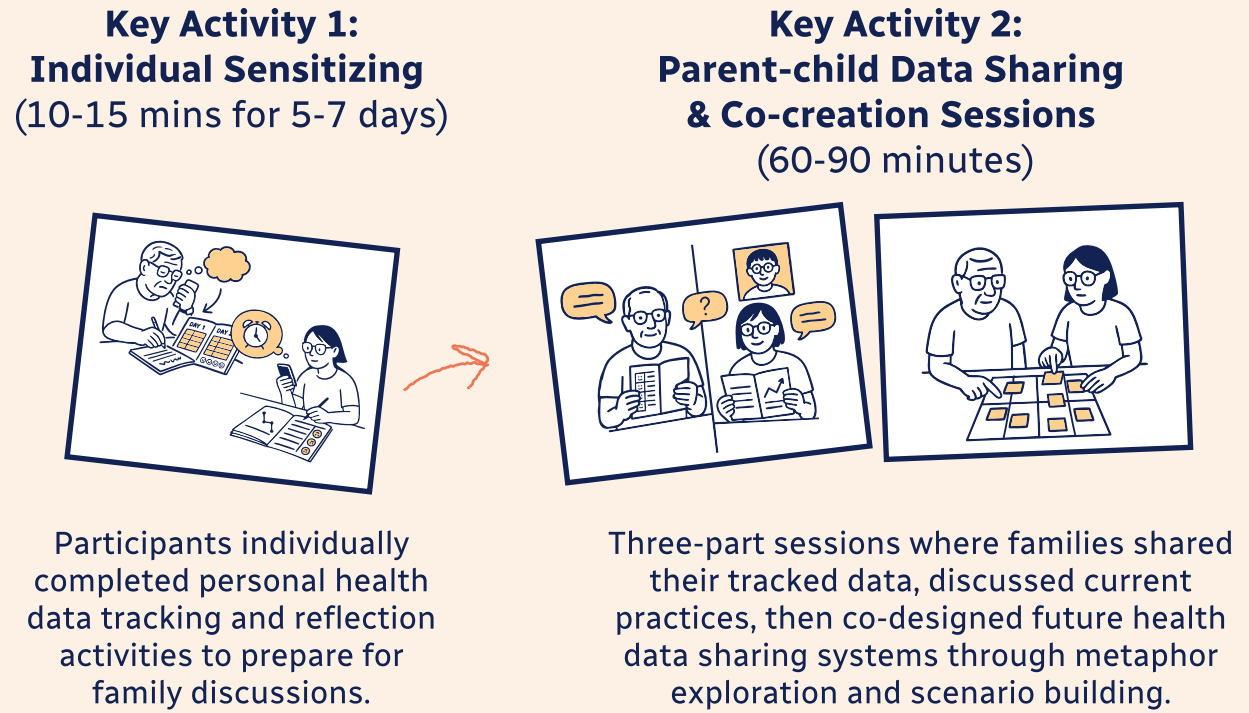 Key Activity 1:
Individual Sensitizing
(10-15 mins for 5-7 days)
Key Activity 2:
Parent-child Data Sharing
& Co-creation Sessions
(60-90 minutes)
DAY 1
DAY
?
Participants individually
completed personal health
data tracking and reflection
activities to prepare for
family discussions.
Three-part sessions where families shared
their tracked data, discussed current
practices, then co-designed future health
data sharing systems through metaphor
exploration and scenario building.